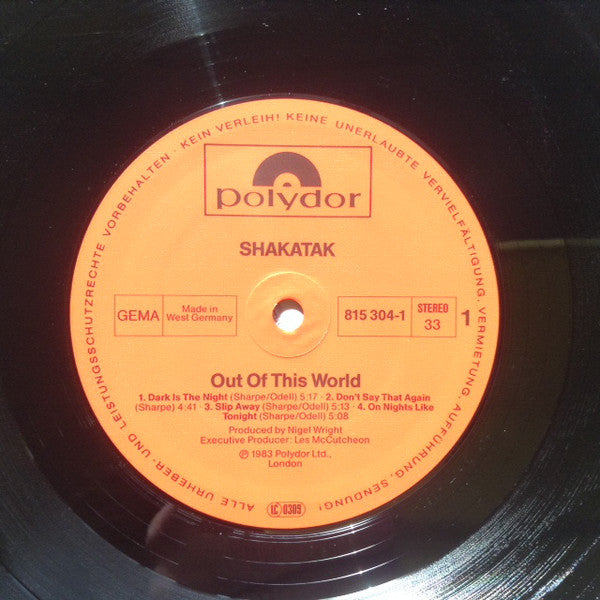 ALLE URHEBER- UND LEISTUNGSSCHUTZRECHTE VORBEHALTEN · KEIN VERLEIH! KEINE UNERLAUBTE VERVIELFÄLTIGUNG, VERMIETUNG, AUFFÜHRUNG, SENDUNG!
polydor
SHAKATAK
GEMA
Made in
West Germany
815 304-1
STEREO
33
1
Out Of This World
1. Dark Is The Night (Sharpe/Odell) 5:17 · 2. Don't Say That Again
(Sharpe) 4:41 · 3. Slip Away (Sharpe/Odell) 5:13 · 4. On Nights Like
Tonight (Sharpe/Odell) 5:08
Produced by Nigel Wright
Executive Producer: Les McCutcheon
℗ 1983 Polydor Ltd.,
London
LC 0309